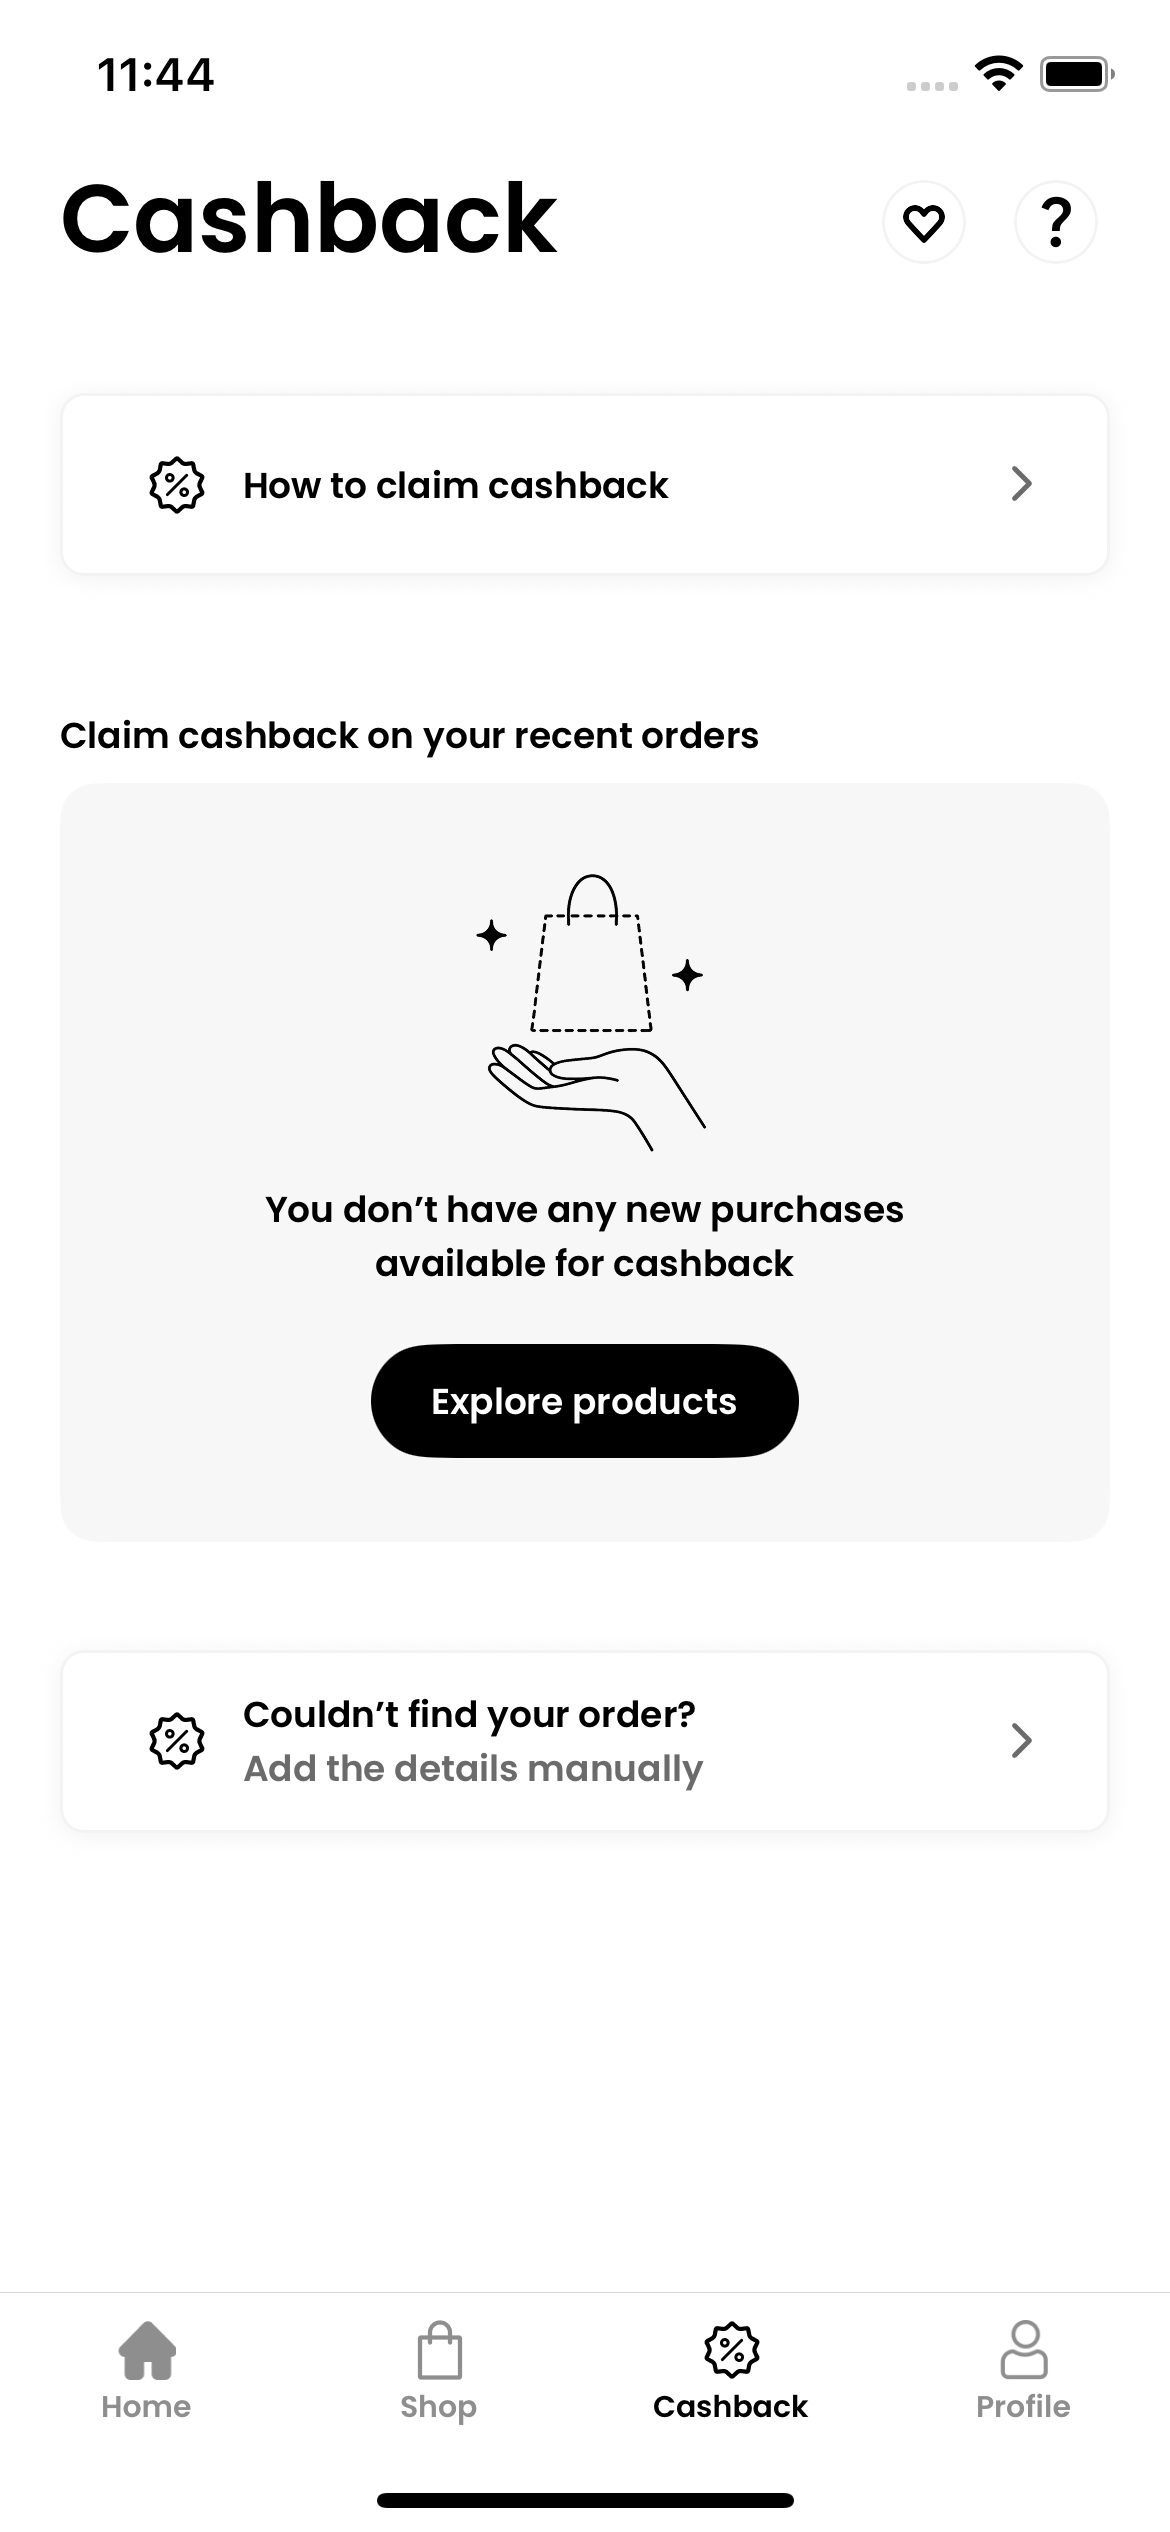 11:44
Cashback
?
How to claim cashback
Claim cashback on your recent orders
You don’t have any new purchases
available for cashback
Explore products
Couldn’t find your order?
Add the details manually
Home
Shop
Cashback
Profile